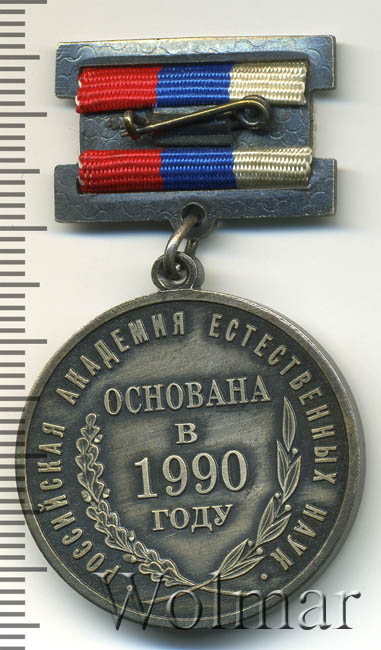 РОССИЙСКАЯ АКАДЕМИЯ ЕСТЕСТВЕННЫХ НАУК
ОСНОВАНА
В
1990
ГОДУ
Wolmar